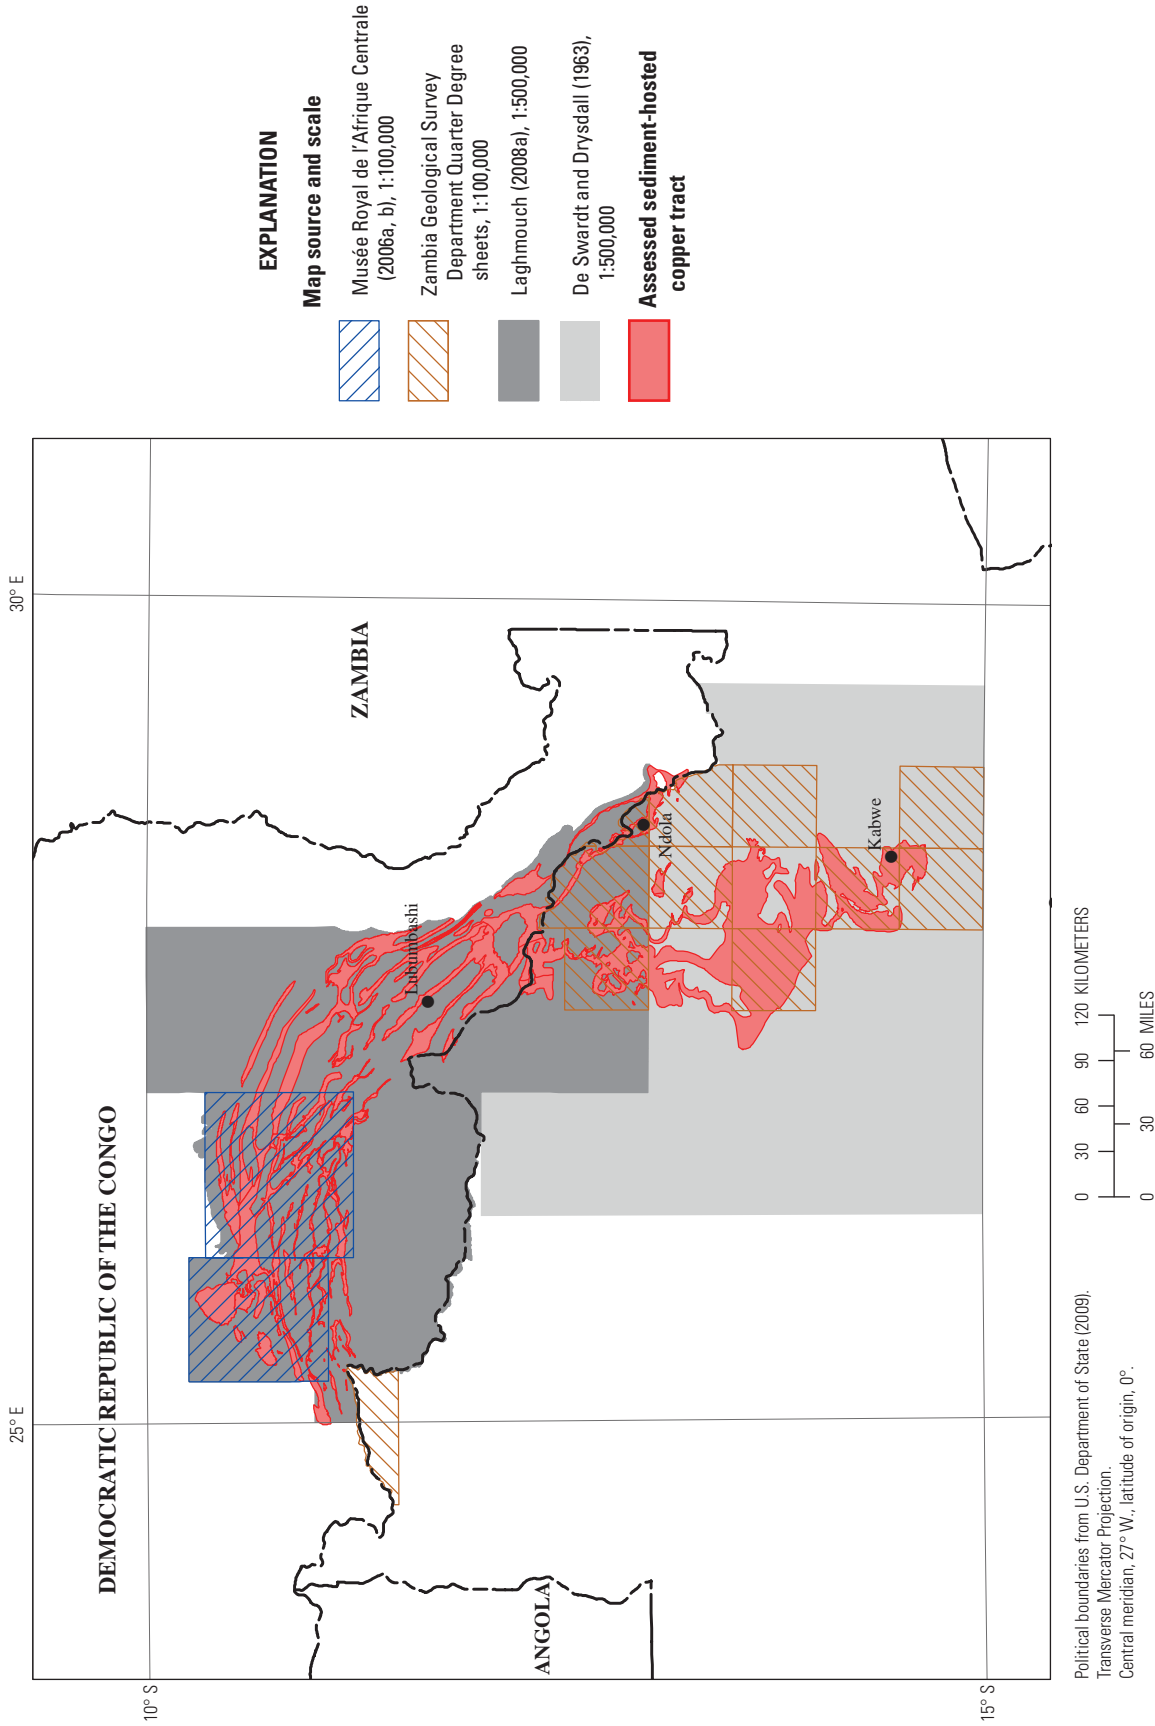 10° S
15° S
25° E
30° E
DEMOCRATIC REPUBLIC OF THE CONGO
ZAMBIA
ANGOLA
Lubumbashi
Ndola
Kabwe
EXPLANATION
Map source and scale
Musée Royal de l'Afrique Centrale
(2006a, b), 1:100,000
Zambia Geological Survey
Department Quarter Degree
sheets, 1:100,000
Laghmouch (2008a), 1:500,000
De Swardt and Drysdall (1963),
1:500,000
Assessed sediment-hosted
copper tract
Political boundaries from U.S. Department of State (2009).
Transverse Mercator Projection.
Central meridian, 27° W., latitude of origin, 0°.
0 30 60 90 120 KILOMETERS
0 30 60 MILES